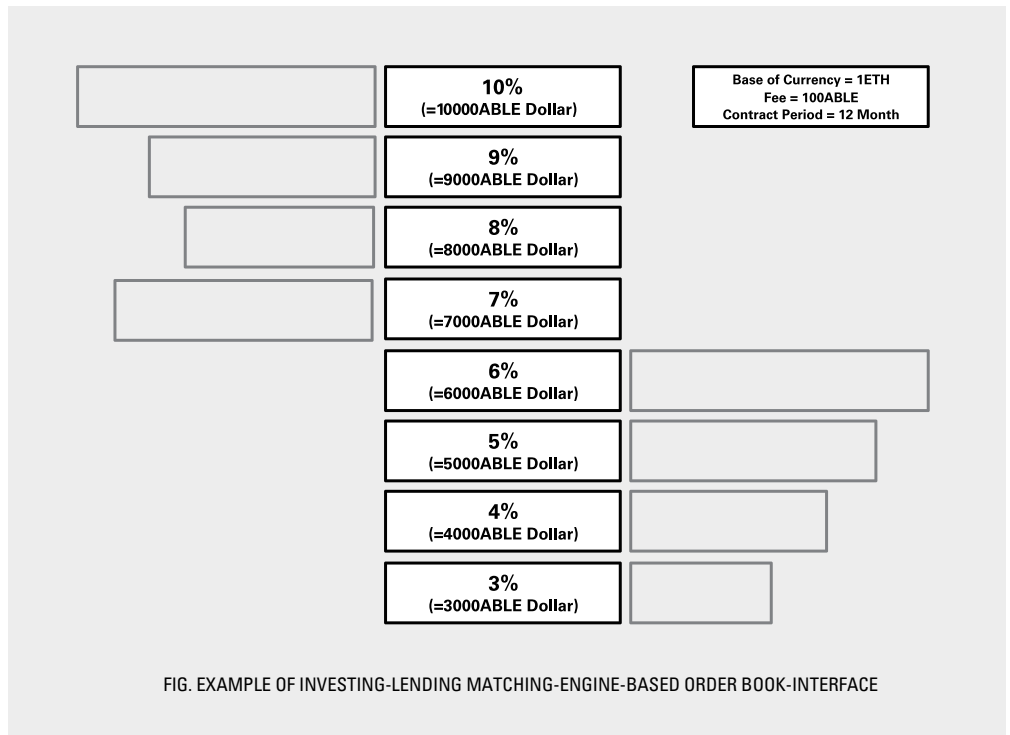 10%
(=10000ABLE Dollar)
Base of Currency = 1ETH
Fee = 100ABLE
Contract Period = 12 Month
9%
(=9000ABLE Dollar)
8%
(=8000ABLE Dollar)
7%
(=7000ABLE Dollar)
6%
(=6000ABLE Dollar)
5%
(=5000ABLE Dollar)
4%
(=4000ABLE Dollar)
3%
(=3000ABLE Dollar)
FIG. EXAMPLE OF INVESTING-LENDING MATCHING-ENGINE-BASED ORDER BOOK-INTERFACE